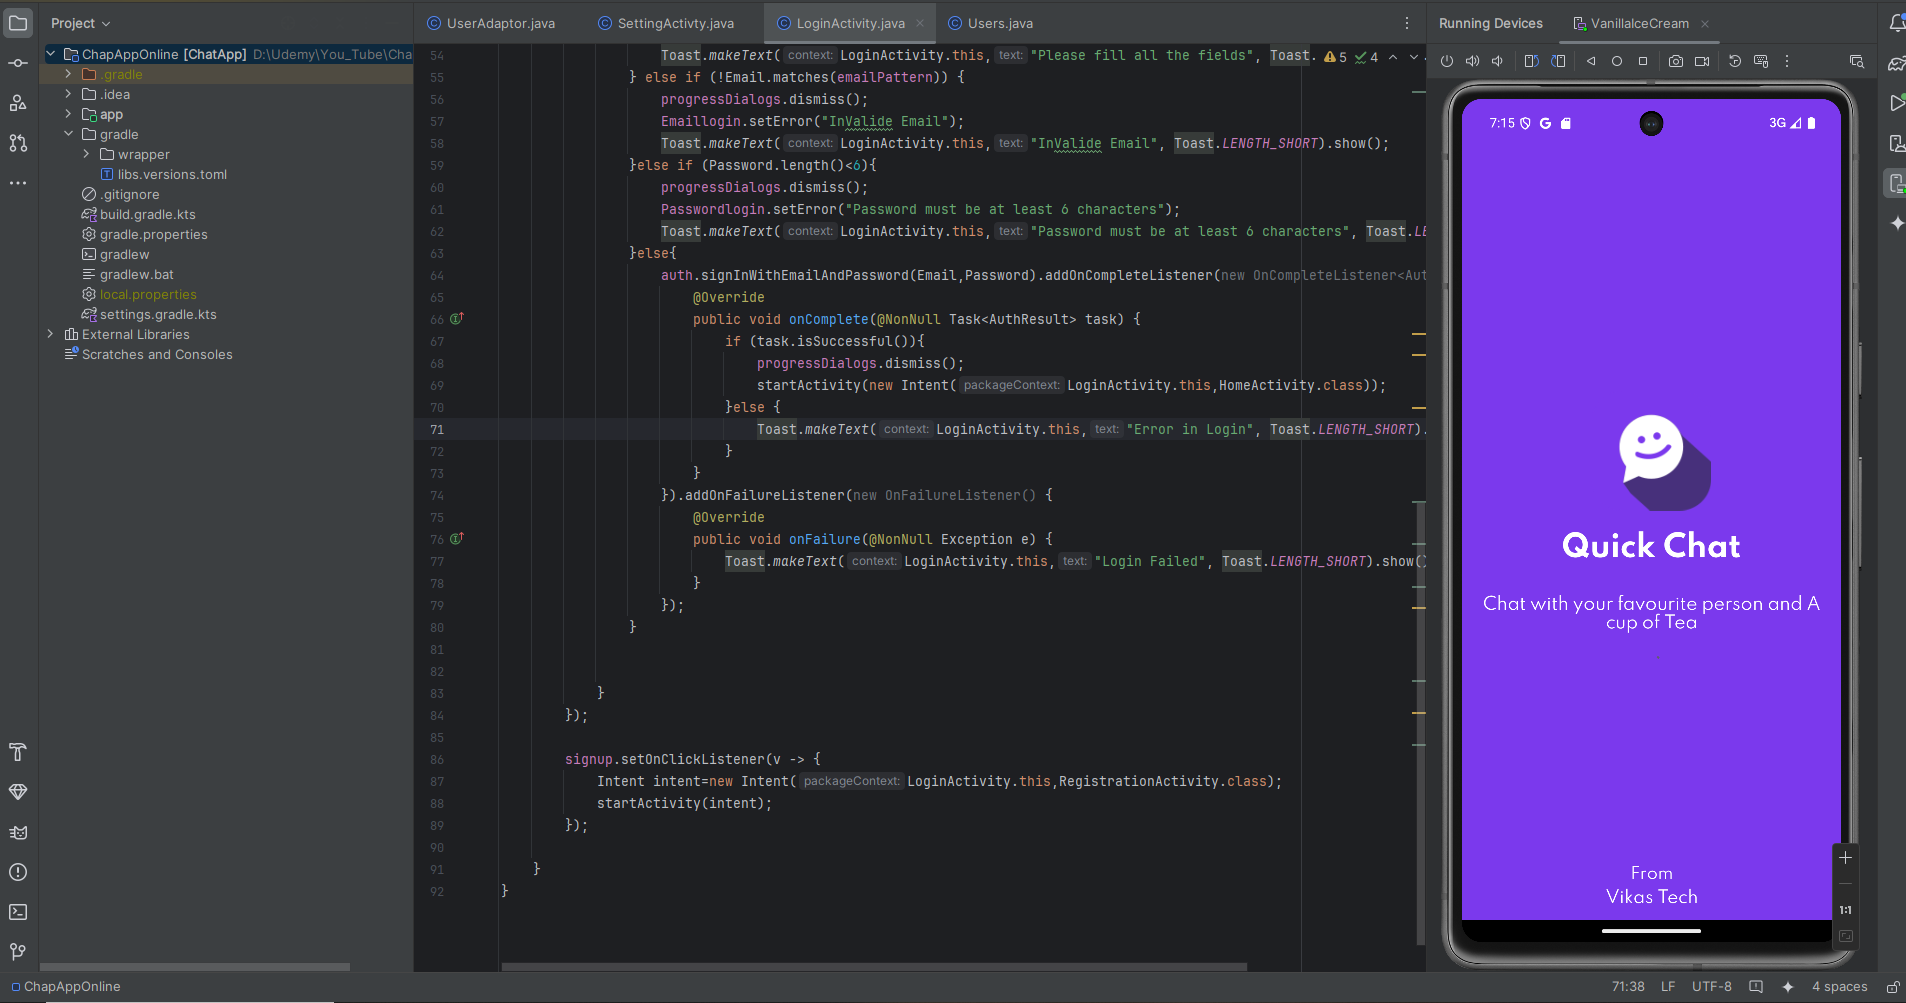 Project
UserAdaptor.java
SettingActivty.java
LoginActivity.java
Users.java
Running Devices
VanillaIceCream
ChapAppOnline [ChatApp] D:\Udemy\You_Tube\Cha
.gradle
.idea
app
gradle
wrapper
libs.versions.toml
.gitignore
build.gradle.kts
gradle.properties
gradlew
gradlew.bat
local.properties
settings.gradle.kts
External Libraries
Scratches and Consoles
5 4
54 Toast.makeText( context: LoginActivity.this, text: "Please fill all the fields", Toast.
55 } else if (!Email.matches(emailPattern)) {
56 progressDialogs.dismiss();
57 Emaillogin.setError("InValide Email");
58 Toast.makeText( context: LoginActivity.this, text: "InValide Email", Toast.LENGTH_SHORT).show();
59 }else if (Password.length()<6){
60 progressDialogs.dismiss();
61 Passwordlogin.setError("Password must be at least 6 characters");
62 Toast.makeText( context: LoginActivity.this, text: "Password must be at least 6 characters", Toast.LE
63 }else{
64 auth.signInWithEmailAndPassword(Email,Password).addOnCompleteListener(new OnCompleteListener<Aut
65 @Override
66 public void onComplete(@NonNull Task<AuthResult> task) {
67 if (task.isSuccessful()){
68 progressDialogs.dismiss();
69 startActivity(new Intent( packageContext: LoginActivity.this,HomeActivity.class));
70 }else {
71 Toast.makeText( context: LoginActivity.this, text: "Error in Login", Toast.LENGTH_SHORT).
72 }
73 }
74 }).addOnFailureListener(new OnFailureListener() {
75 @Override
76 public void onFailure(@NonNull Exception e) {
77 Toast.makeText( context: LoginActivity.this, text: "Login Failed", Toast.LENGTH_SHORT).show()
78 }
79 });
80 }
81
82
83 }
84 });
85
86 signup.setOnClickListener(v -> {
87 Intent intent=new Intent( packageContext: LoginActivity.this,RegistrationActivity.class);
88 startActivity(intent);
89 });
90
91 }
92 }
7:15 G 3G
Quick Chat
Chat with your favourite person and A
cup of Tea
From
Vikas Tech
1:1
ChapAppOnline
71:38 LF UTF-8 4 spaces